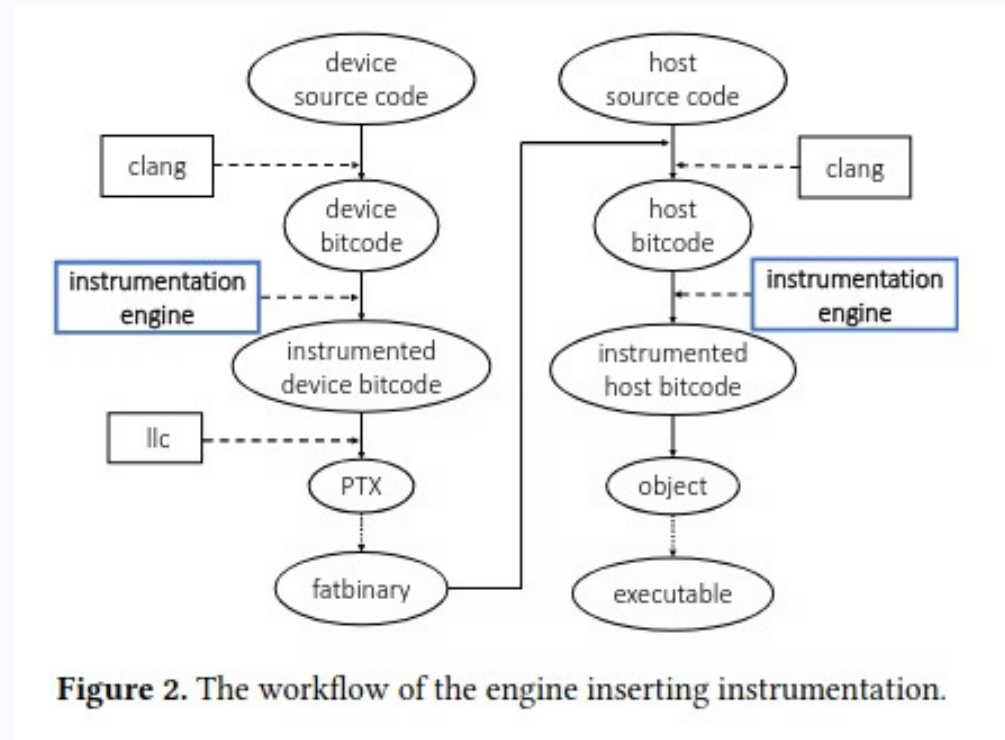 device
source code
host
source code
clang
clang
device
bitcode
host
bitcode
instrumentation
engine
instrumentation
engine
instrumented
device bitcode
instrumented
host bitcode
llc
PTX
object
fatbinary
executable
Figure 2. The workflow of the engine inserting instrumentation.